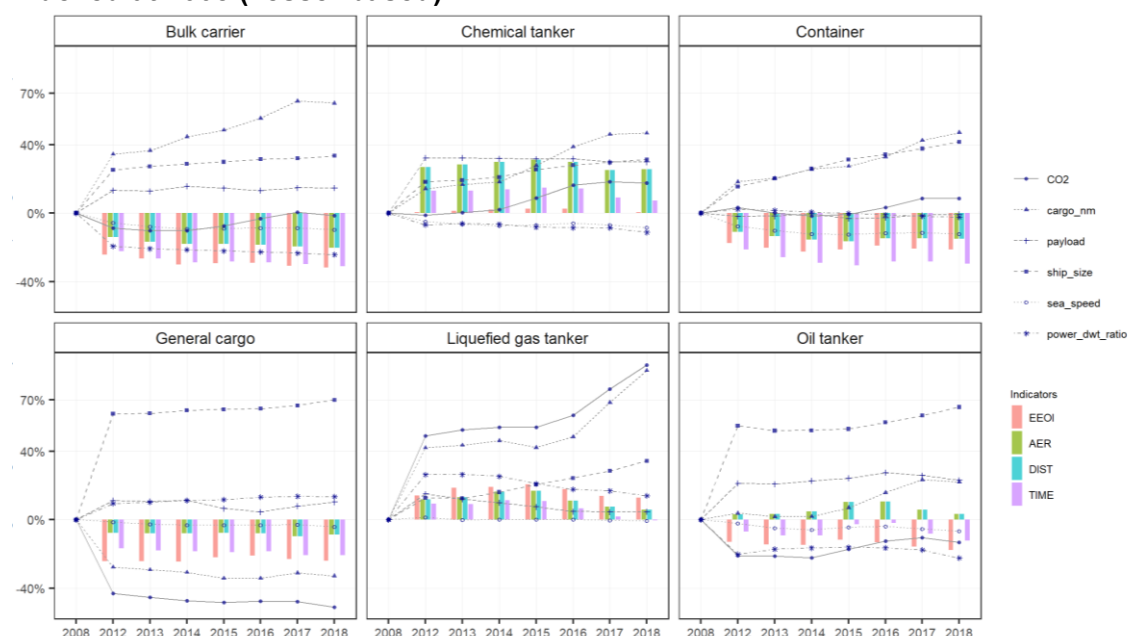 Bulk carrier
Chemical tanker
Container
70%
40%
0%
-40%
General cargo
Liquefied gas tanker
Oil tanker
70%
40%
0%
-40%
2008 2012 2013 2014 2015 2016 2017 2018
2008 2012 2013 2014 2015 2016 2017 2018
2008 2012 2013 2014 2015 2016 2017 2018
CO2
cargo_nm
payload
ship_size
sea_speed
power_dwt_ratio
Indicators
EEOI
AER
DIST
TIME